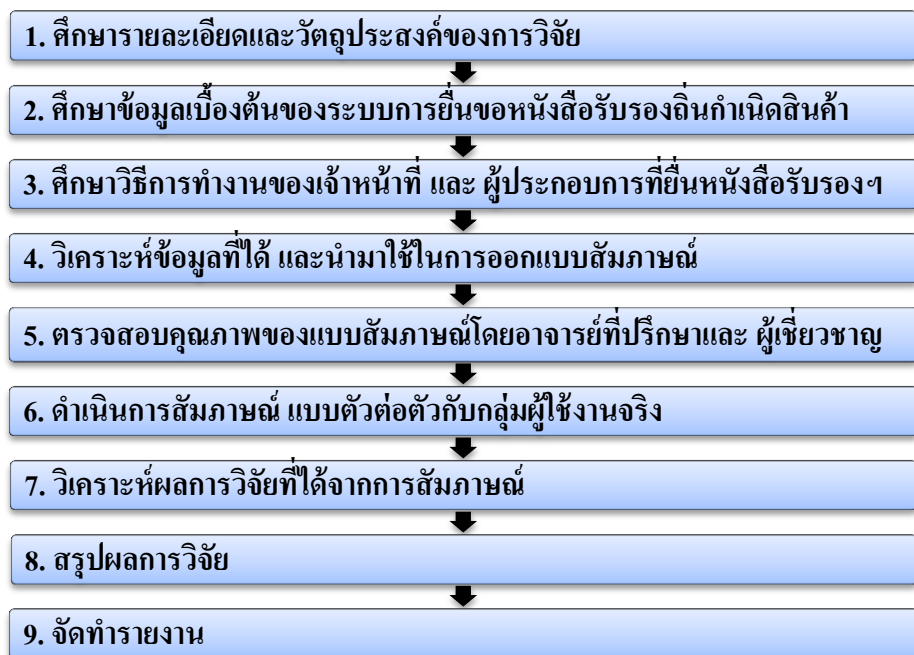 1. ศึกษารายละเอียดและวัตถุประสงค์ของการวิจัย
2. ศึกษาข้อมูลเบื้องต้นของระบบการยื่นขอหนังสือรับรองถิ่นกำเนิดสินค้า
3. ศึกษาวิธีการทำงานของเจ้าหน้าที่ และ ผู้ประกอบการที่ยื่นหนังสือรับรองฯ
4. วิเคราะห์ข้อมูลที่ได้ และนำมาใช้ในการออกแบบสัมภาษณ์
5. ตรวจสอบคุณภาพของแบบสัมภาษณ์โดยอาจารย์ที่ปรึกษาและ ผู้เชี่ยวชาญ
6. ดำเนินการสัมภาษณ์ แบบตัวต่อตัวกับกลุ่มผู้ใช้งานจริง
7. วิเคราะห์ผลการวิจัยที่ได้จากการสัมภาษณ์
8. สรุปผลการวิจัย
9. จัดทำรายงาน